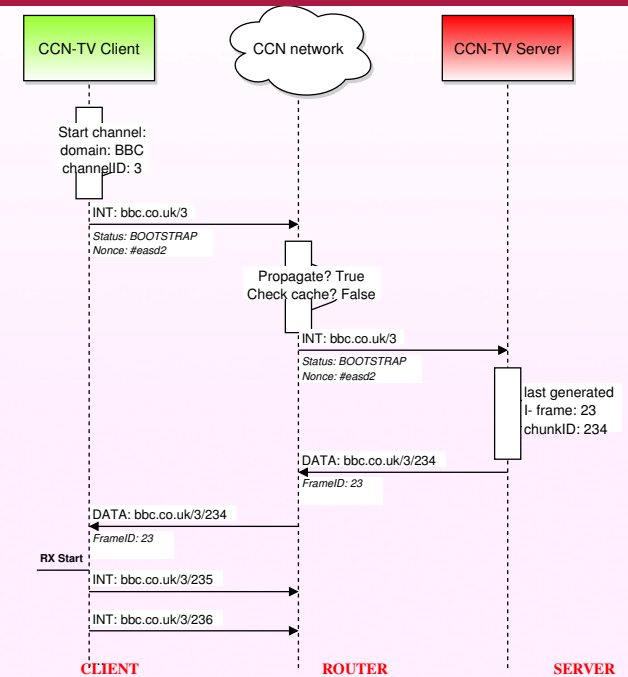 CCN-TV Client
CCN network
CCN-TV Server
Start channel:
domain: BBC
channelID: 3
INT: bbc.co.uk/3
Status: BOOTSTRAP
Nonce: #easd2
Propagate? True
Check cache? False
INT: bbc.co.uk/3
Status: BOOTSTRAP
Nonce: #easd2
last generated
I- frame: 23
chunkID: 234
DATA: bbc.co.uk/3/234
FrameID: 23
DATA: bbc.co.uk/3/234
FrameID: 23
RX Start
INT: bbc.co.uk/3/235
INT: bbc.co.uk/3/236
CLIENT
ROUTER
SERVER